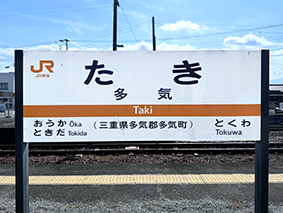 JR
JR東海
たき
多気
Taki
(三重県多気郡多気町)
おうか Ōka
ときだ Tokida
とくわ
Tokuwa